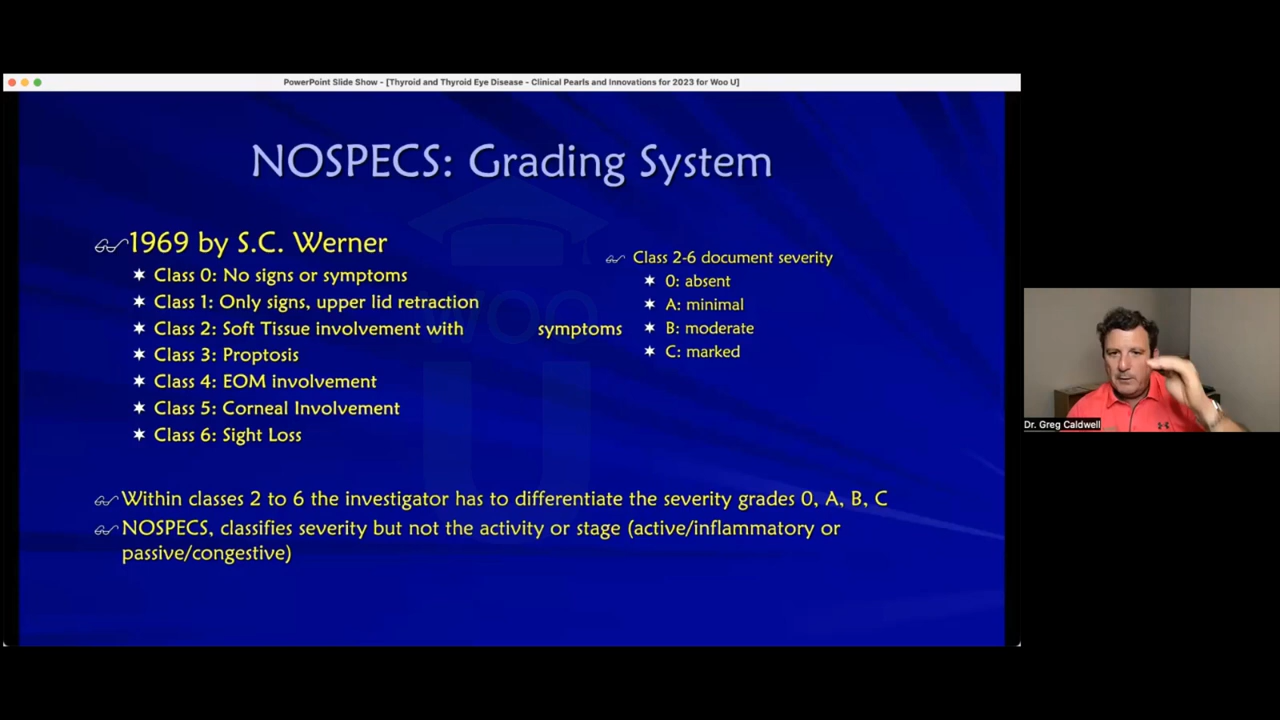 PowerPoint Slide Show - [Thyroid and Thyroid Eye Disease - Clinical Pearls and Innovations for 2023 for Woo U]
NOSPECS: Grading System
1969 by S.C. Werner
Class 0: No signs or symptoms
Class 1: Only signs, upper lid retraction
Class 2: Soft Tissue involvement with symptoms
Class 3: Proptosis
Class 4: EOM involvement
Class 5: Corneal Involvement
Class 6: Sight Loss
Class 2-6 document severity
0: absent
A: minimal
B: moderate
C: marked
Within classes 2 to 6 the investigator has to differentiate the severity grades 0, A, B, C
NOSPECS, classifies severity but not the activity or stage (active/inflammatory or
passive/congestive)
WOO
U
Dr. Greg Caldwell